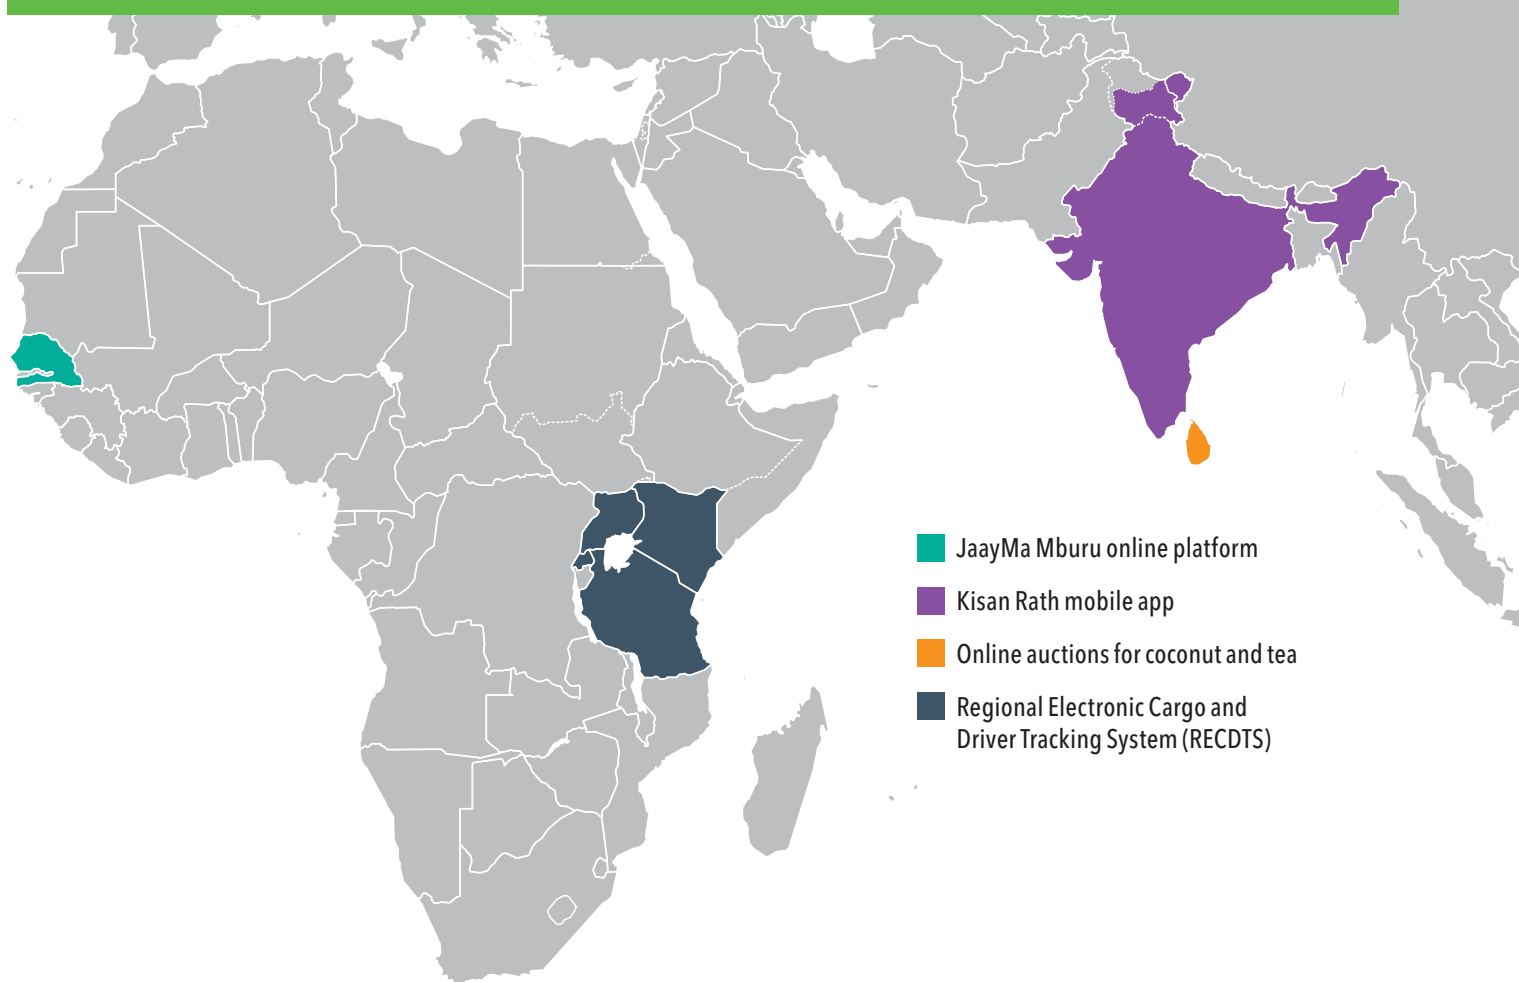 JaayMa Mburu online platform
Kisan Rath mobile app
Online auctions for coconut and tea
Regional Electronic Cargo and
Driver Tracking System (RECDTS)